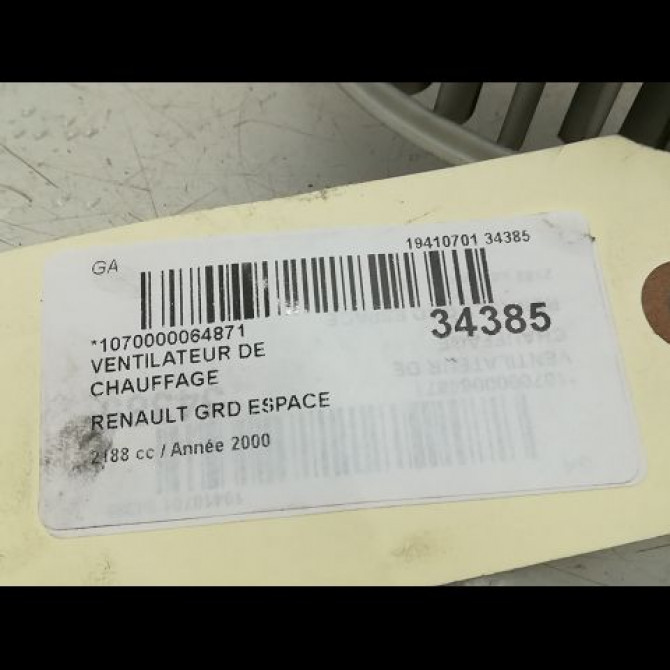 GA
19410701 34385
*1070000064871
34385
VENTILATEUR DE
CHAUFFAGE
RENAULT GRD ESPACE
2188 cc / Année 2000